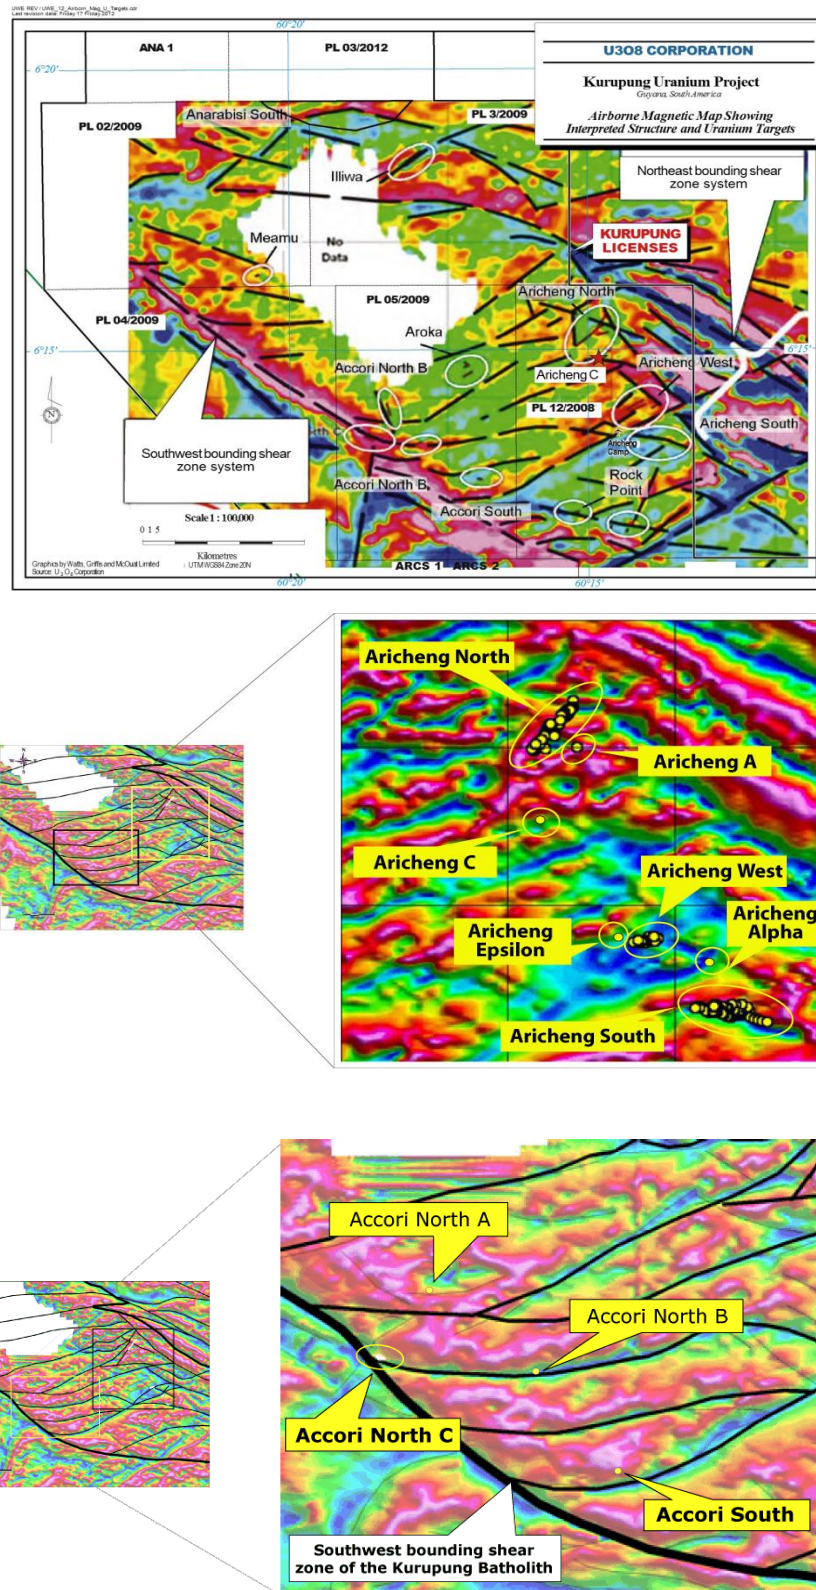 UWE REV / UWE_12_Airborn_Mag_U_Targets.cdr
Last revision date: Friday 17 Friday 2012
60°20'
ANA 1
PL 03/2012
6°20'
U3O8 CORPORATION
Kurupung Uranium Project
Guyana, South America
Airborne Magnetic Map Showing
Interpreted Structure and Uranium Targets
PL 02/2009
Anarabisi South
PL 3/2009
Illiwa
Northeast bounding shear
zone system
Meamu
No
Data
KURUPUNG
LICENSES
Aricheng North
PL 04/2009
PL 05/2009
Aroka
6°15'
6°15'
Accori North B
Aricheng C
Aricheng West
PL 12/2008
Aricheng South
Aricheng
Camp
Southwest bounding shear
zone system
Accori North B
Rock
Point
Accori South
Scale 1 : 100,000
0 1 5
Kilometres
UTM WGS84 Zone 20N
Graphics by Watts, Griffis and McOuat Limited
Source: U3O8 Corporation
ARCS 1
ARCS 2
60°20'
60°15'
N
Aricheng North
Aricheng A
Aricheng C
Aricheng West
Aricheng
Epsilon
Aricheng
Alpha
Aricheng South
N
W
E
S
Accori North A
Accori North B
Accori North C
Accori South
Southwest bounding shear
zone of the Kurupung Batholith